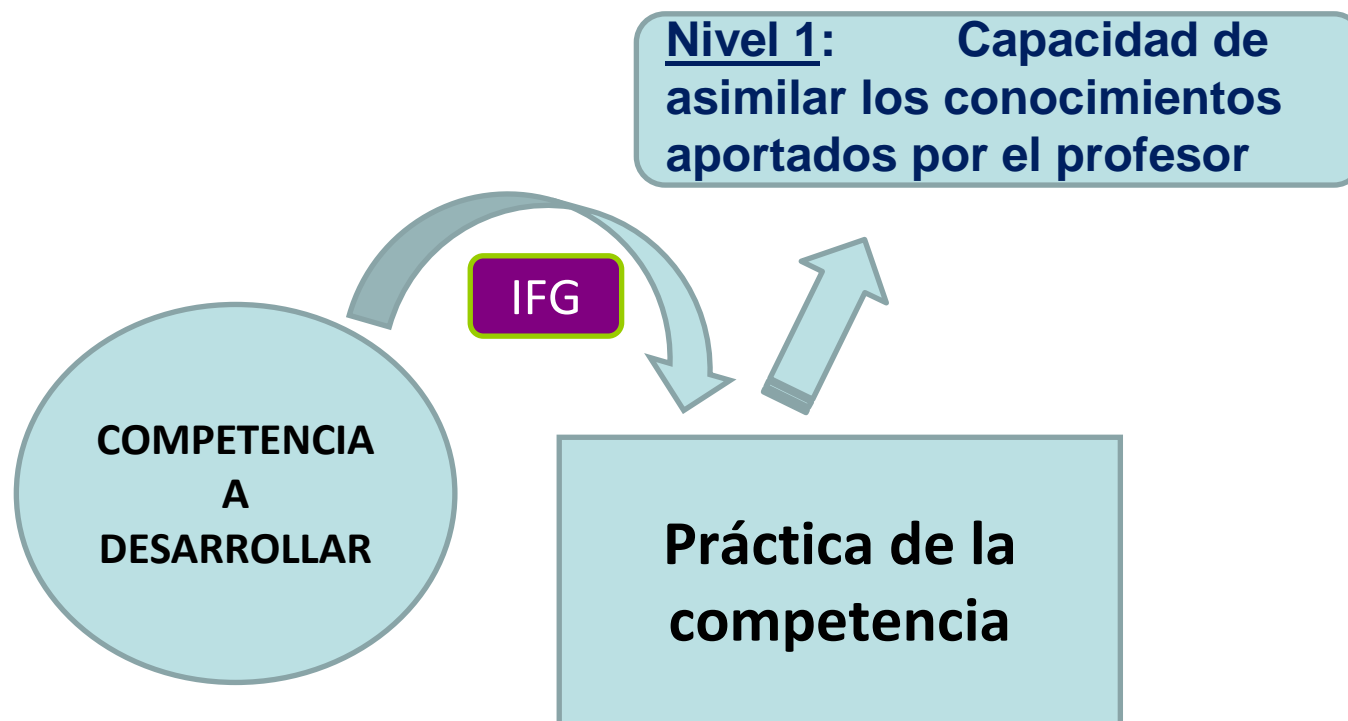 Nivel 1: Capacidad de
asimilar los conocimientos
aportados por el profesor
IFG
COMPETENCIA
A
DESARROLLAR
Práctica de la
competencia